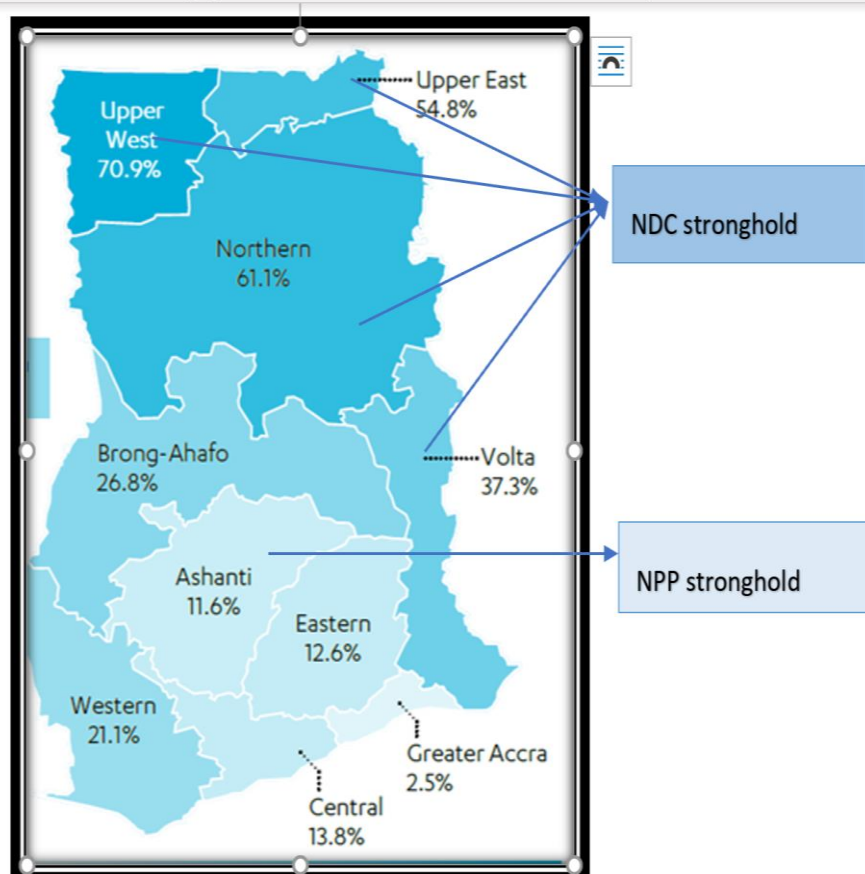 Upper East
54.8%
Upper
West
70.9%
NDC stronghold
Northern
61.1%
Brong-Ahafo
26.8%
Volta
37.3%
NPP stronghold
Ashanti
11.6%
Eastern
12.6%
Western
21.1%
Greater Accra
2.5%
Central
13.8%